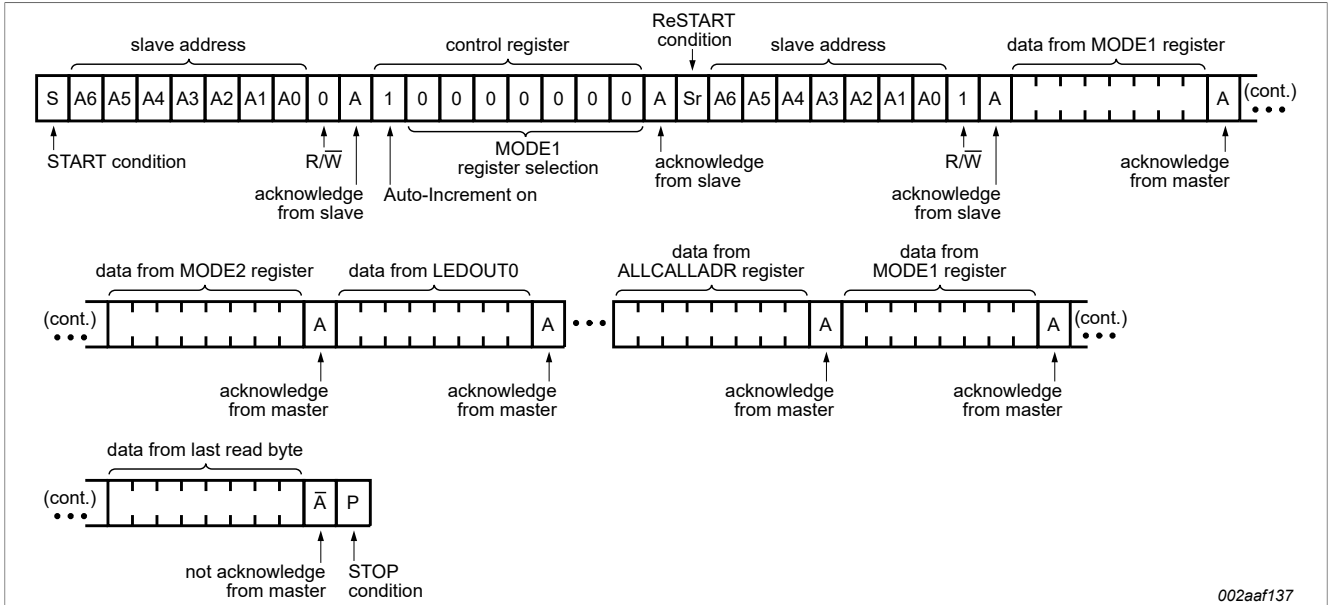 ReSTART
condition
slave address
control register
slave address
data from MODE1 register
S A6 A5 A4 A3 A2 A1 A0 0 A 1 0 0 0 0 0 0 0 A Sr A6 A5 A4 A3 A2 A1 A0 1 A A (cont.)
START condition
R/W̅
acknowledge
from slave
Auto-Increment on
MODE1
register selection
acknowledge
from slave
R/W̅
acknowledge
from slave
acknowledge
from master
data from MODE2 register
data from LEDOUT0
data from
ALLCALLADR register
data from
MODE1 register
(cont.) A A A A (cont.)
acknowledge
from master
acknowledge
from master
acknowledge
from master
acknowledge
from master
data from last read byte
(cont.) A̅ P
not acknowledge
from master
STOP
condition
002aaf137